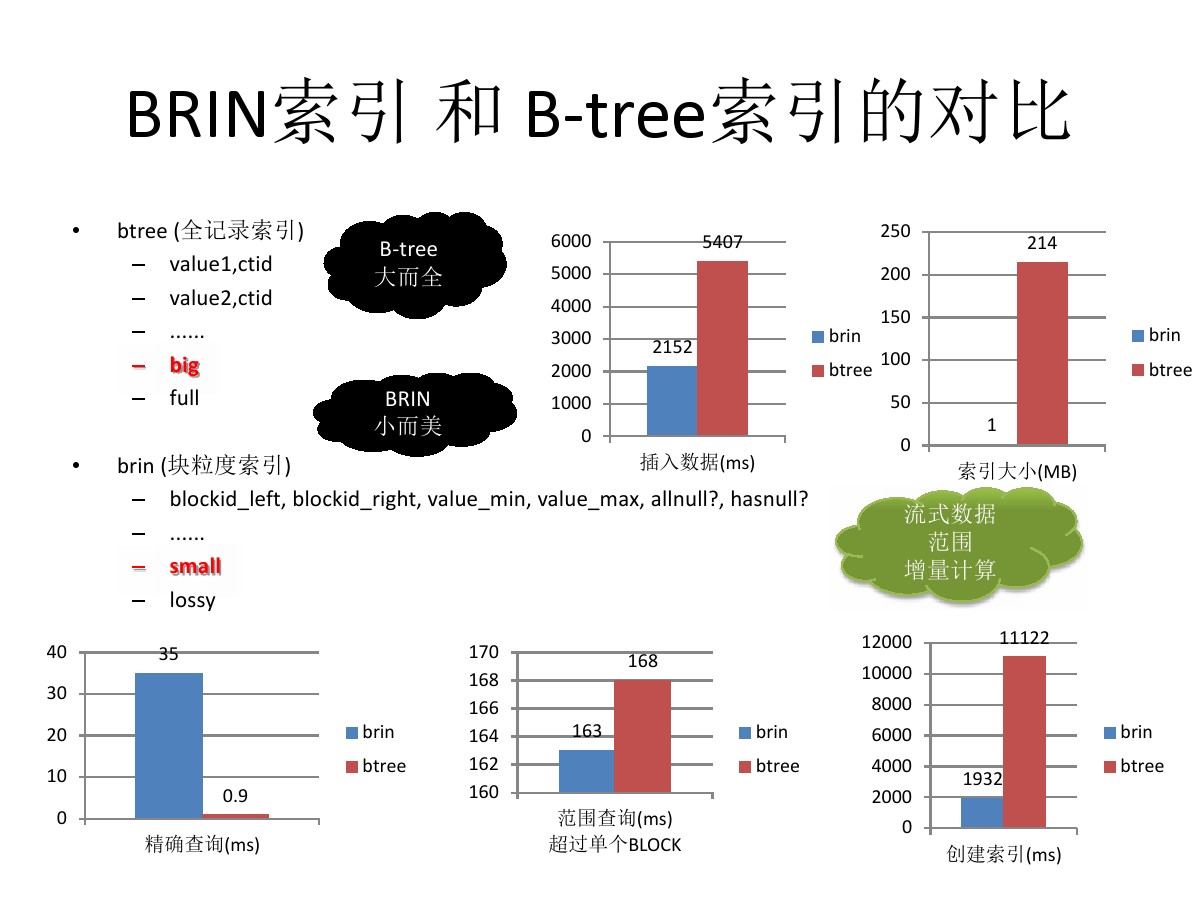 BRIN索引 和 B-tree索引的对比
• btree (全记录索引)
– value1,ctid
– value2,ctid
– ......
– big
– full
B-tree
大而全
BRIN
小而美
• brin (块粒度索引)
– blockid_left, blockid_right, value_min, value_max, allnull?, hasnull?
– ......
– small
– lossy
6000
5000
4000
3000
2000
1000
0
2152
5407
brin
btree
插入数据(ms)
250
200
150
100
50
0
1
214
brin
btree
索引大小(MB)
流式数据
范围
增量计算
40
30
20
10
0
35
0.9
brin
btree
精确查询(ms)
170
168
166
164
162
160
163
168
brin
btree
范围查询(ms)
超过单个BLOCK
12000
10000
8000
6000
4000
2000
0
1932
11122
brin
btree
创建索引(ms)